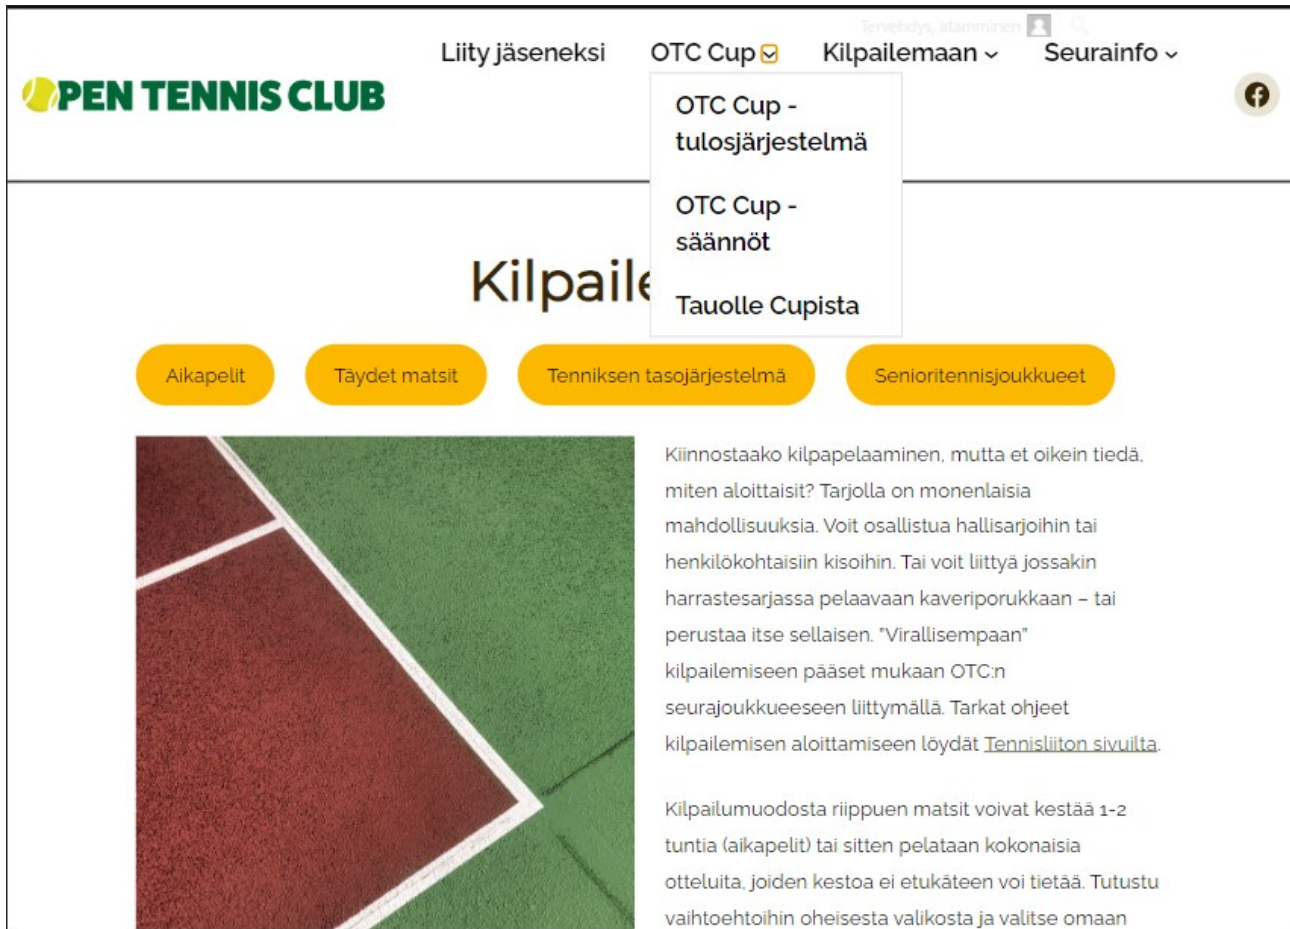 Tervehdys, atamminen
Liity jäseneksi
OTC Cup
Kilpailemaan
Seurainfo
PEN TENNIS CLUB
OTC Cup -
tulosjärjestelmä
OTC Cup -
säännöt
Tauolle Cupista
Aikapelit
Täydet matsit
Tenniksen tasojärjestelmä
Senioritennisjoukkueet
Kiinnostaako kilpapelaaminen, mutta et oikein tiedä,
miten aloittaisit? Tarjolla on monenlaisia
mahdollisuuksia. Voit osallistua hallisarjoihin tai
henkilökohtaisiin kisoihin. Tai voit liittyä jossakin
harrastesarjassa pelaavaan kaveriporukkaan – tai
perustaa itse sellaisen. "Virallisempaan"
kilpailemiseen pääset mukaan OTC:n
seurajoukkueeseen liittymällä. Tarkat ohjeet
kilpailemisen aloittamiseen löydät Tennisliiton sivuilta.
Kilpailumuodosta riippuen matsit voivat kestää 1-2
tuntia (aikapelit) tai sitten pelataan kokonaisia
otteluita, joiden kestoa ei etukäteen voi tietää. Tutustu
vaihtoehtoihin oheisesta valikosta ja valitse omaan